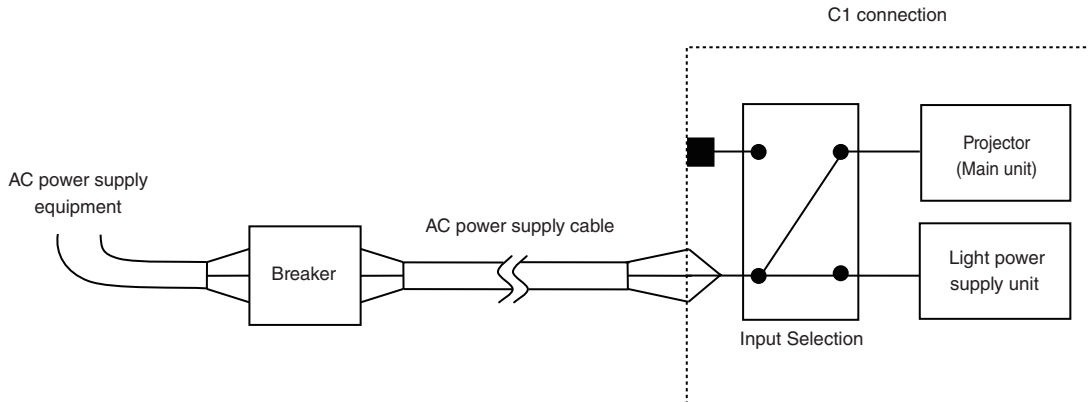 C1 connection
Projector
(Main unit)
AC power supply
equipment
AC power supply cable
Breaker
Light power
supply unit
Input Selection